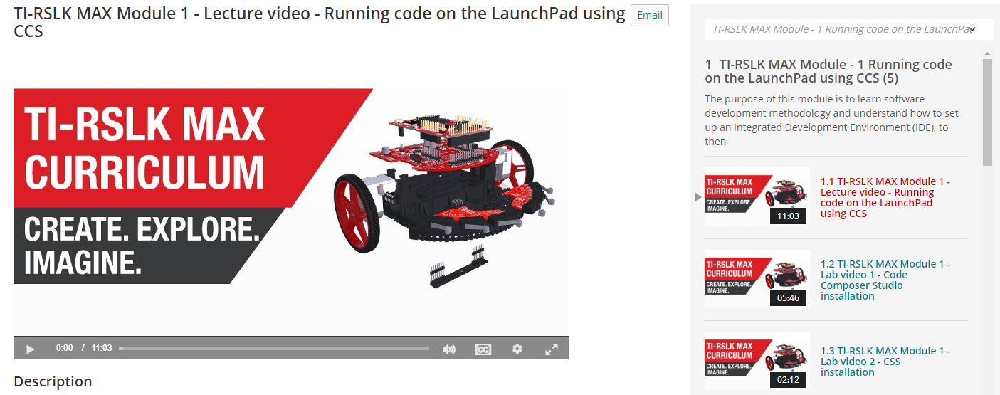 TI-RSLK MAX Module 1 - Lecture video - Running code on the LaunchPad using
CCS
Email
TI-RSLK MAX
CURRICULUM
CREATE. EXPLORE.
IMAGINE.
0:00 / 11:03
CC
Description
TI-RSLK MAX Module - 1 Running code on the LaunchPad
1 TI-RSLK MAX Module - 1 Running code
on the LaunchPad using CCS (5)
The purpose of this module is to learn software
development methodology and understand how to set
up an Integrated Development Environment (IDE), to
then
TI-RSLK MAX
CURRICULUM
CREATE. EXPLORE.
IMAGINE.
11:03
1.1 TI-RSLK MAX Module 1 -
Lecture video - Running
code on the LaunchPad
using CCS
TI-RSLK MAX
CURRICULUM
CREATE. EXPLORE.
IMAGINE.
05:46
1.2 TI-RSLK MAX Module 1 -
Lab video 1 - Code
Composer Studio
installation
TI-RSLK MAX
CURRICULUM
CREATE. EXPLORE.
IMAGINE.
02:12
1.3 TI-RSLK MAX Module 1 -
Lab video 2 - CSS
installation